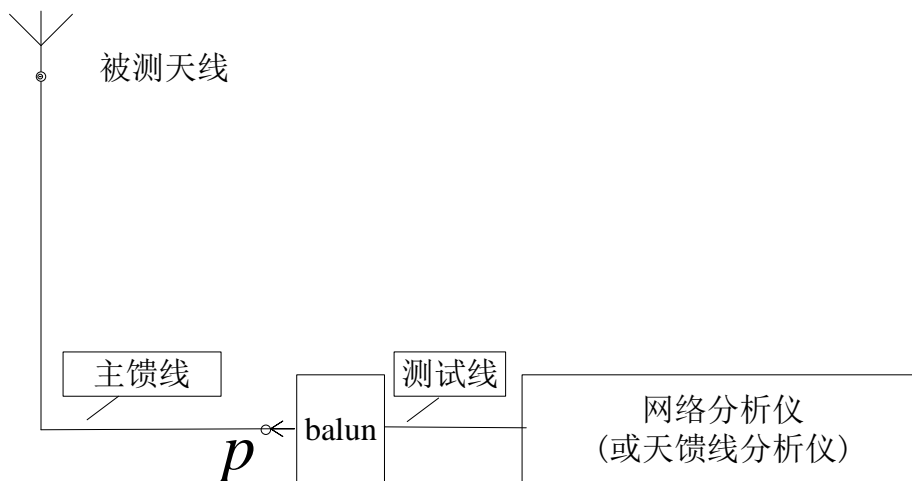 被测天线
主馈线
测试线
p
balun
网络分析仪
(或天馈线分析仪)